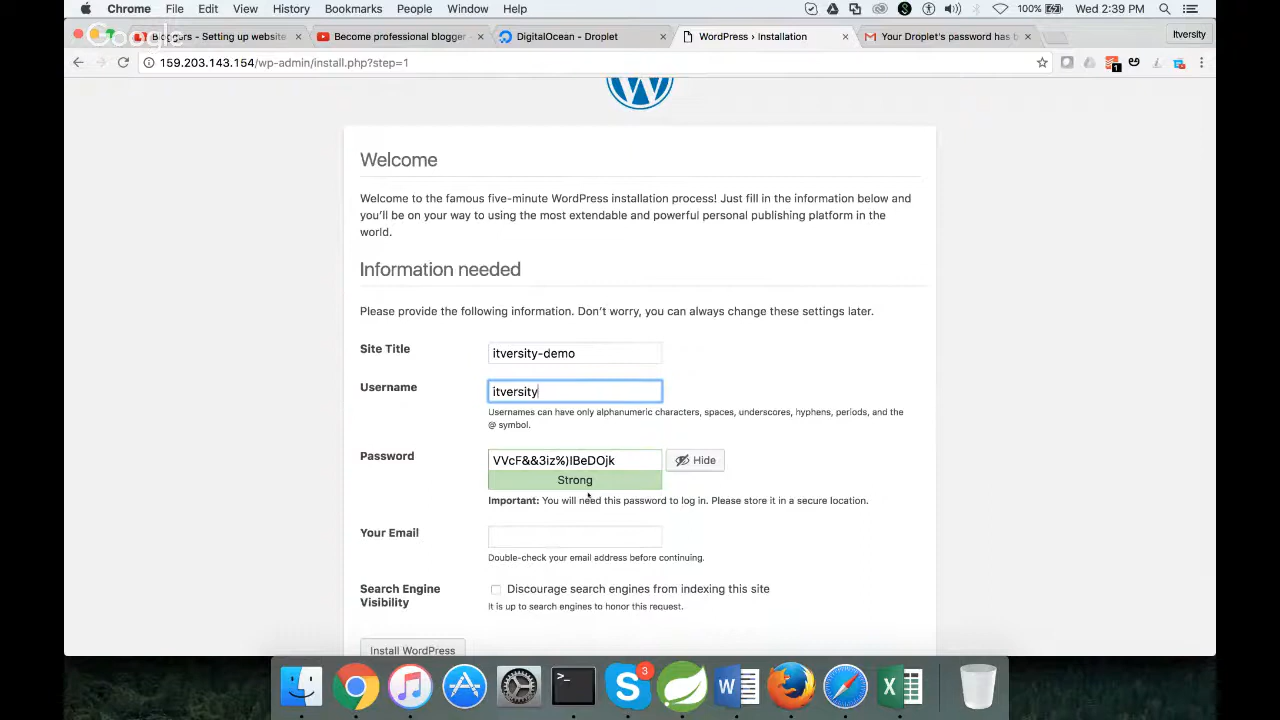 Chrome File Edit View History Bookmarks People Window Help 100% Wed 2:39 PM
Google
Bloggers - Setting up website
Become professional blogger
DigitalOcean - Droplet
WordPress › Installation
Your Droplet's password has b
Itversity
159.203.143.154/wp-admin/install.php?step=1
1
W
Welcome
Welcome to the famous five-minute WordPress installation process! Just fill in the information below and
you'll be on your way to using the most extendable and powerful personal publishing platform in the
world.
Information needed
Please provide the following information. Don't worry, you can always change these settings later.
Site Title
itversity-demo
Username
itversity
Usernames can have only alphanumeric characters, spaces, underscores, hyphens, periods, and the
@ symbol.
Password
VVcF&&3iz%)IBeDOjk
Hide
Strong
Important: You will need this password to log in. Please store it in a secure location.
Your Email
Double-check your email address before continuing.
Search Engine
Visibility
Discourage search engines from indexing this site
It is up to search engines to honor this request.
Install WordPress
3